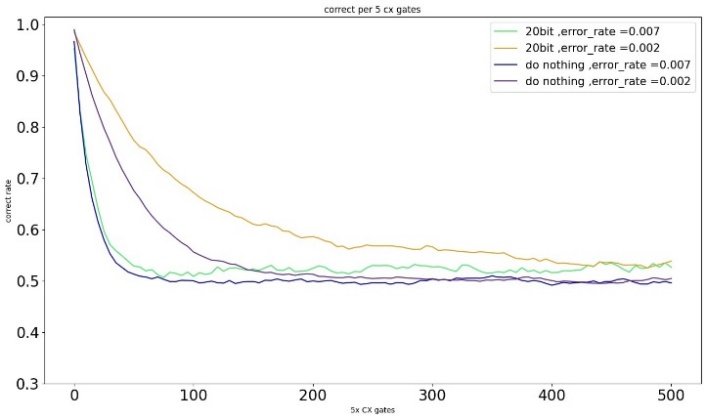 correct per 5 cx gates
20bit ,error_rate =0.007
20bit ,error_rate =0.002
do nothing ,error_rate =0.007
do nothing ,error_rate =0.002
1.0
0.9
0.8
0.7
0.6
0.5
0.4
0.3
correct rate
0 100 200 300 400 500
5x CX gates